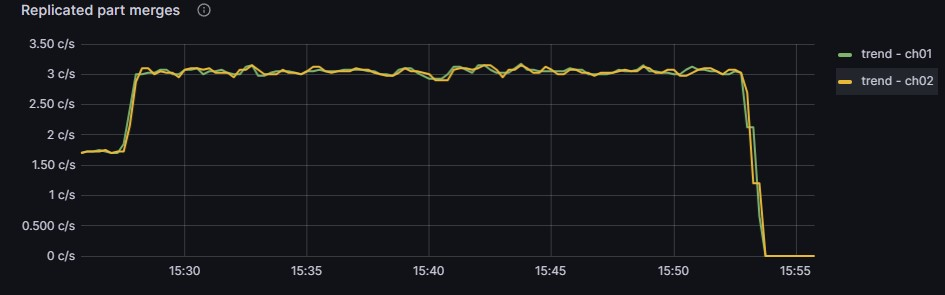 Replicated part merges
3.50 c/s
3 c/s
2.50 c/s
2 c/s
1.50 c/s
1 c/s
0.500 c/s
0 c/s
15:30 15:35 15:40 15:45 15:50 15:55
trend - ch01
trend - ch02